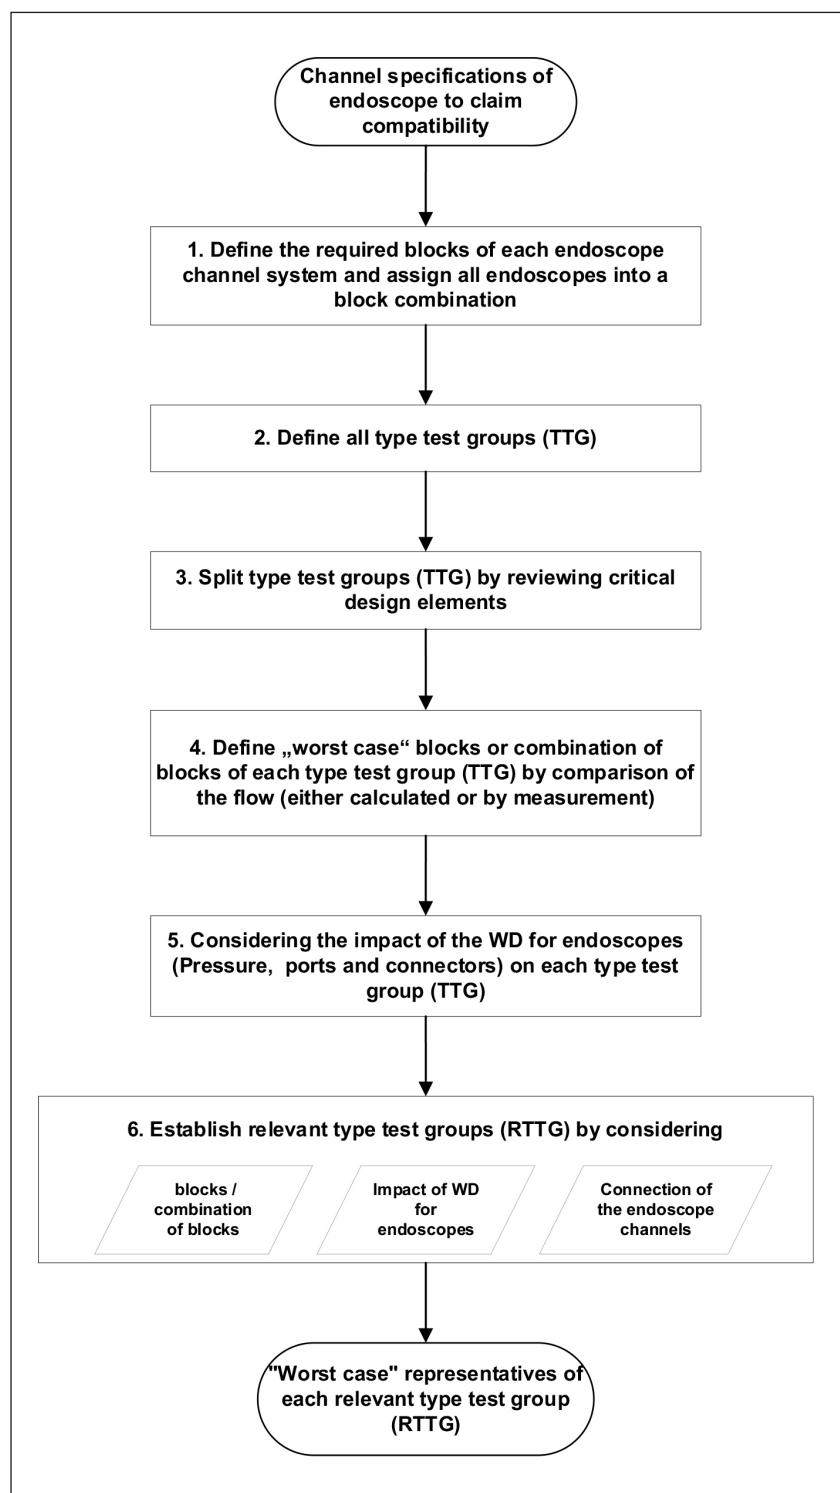 Channel specifications of
endoscope to claim
compatibility
1. Define the required blocks of each endoscope
channel system and assign all endoscopes into a
block combination
2. Define all type test groups (TTG)
3. Split type test groups (TTG) by reviewing critical
design elements
4. Define „worst case“ blocks or combination of
blocks of each type test group (TTG) by comparison of
the flow (either calculated or by measurement)
5. Considering the impact of the WD for endoscopes
(Pressure, ports and connectors) on each type test
group (TTG)
6. Establish relevant type test groups (RTTG) by considering
blocks /
combination
of blocks
Impact of WD
for
endoscopes
Connection of
the endoscope
channels
"Worst case" representatives of
each relevant type test group
(RTTG)